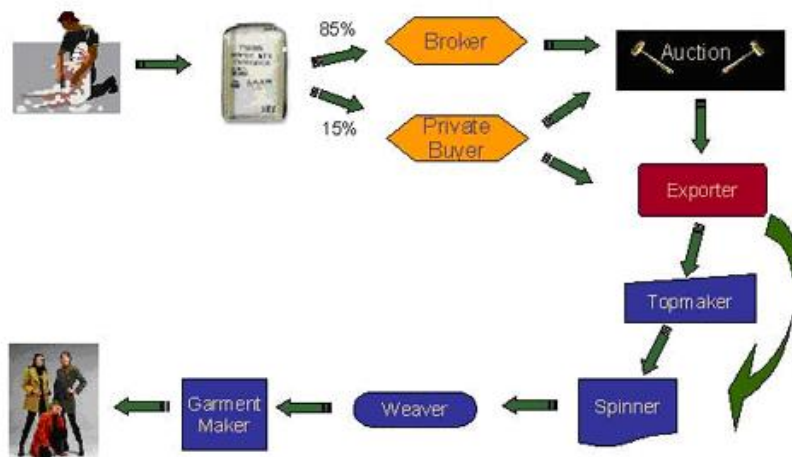 85%
Broker
Auction
15%
Private
Buyer
Exporter
Topmaker
Garment
Maker
Weaver
Spinner